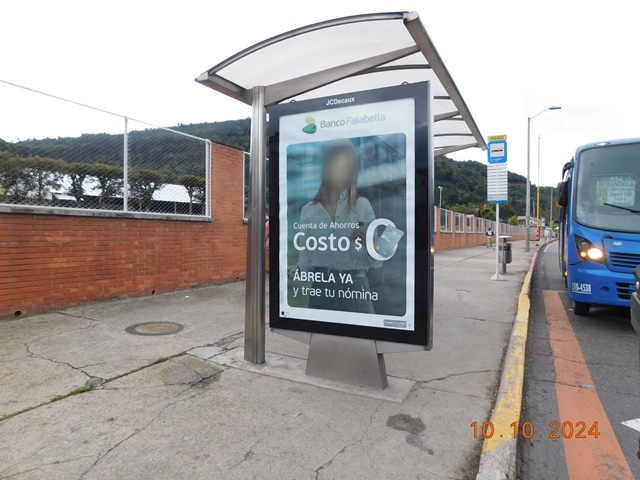 JCDecaux
Banco Falabella
Cuenta de Ahorros
Costo $ 0
ÁBRELA YA
y trae tu nómina
10.10.2024